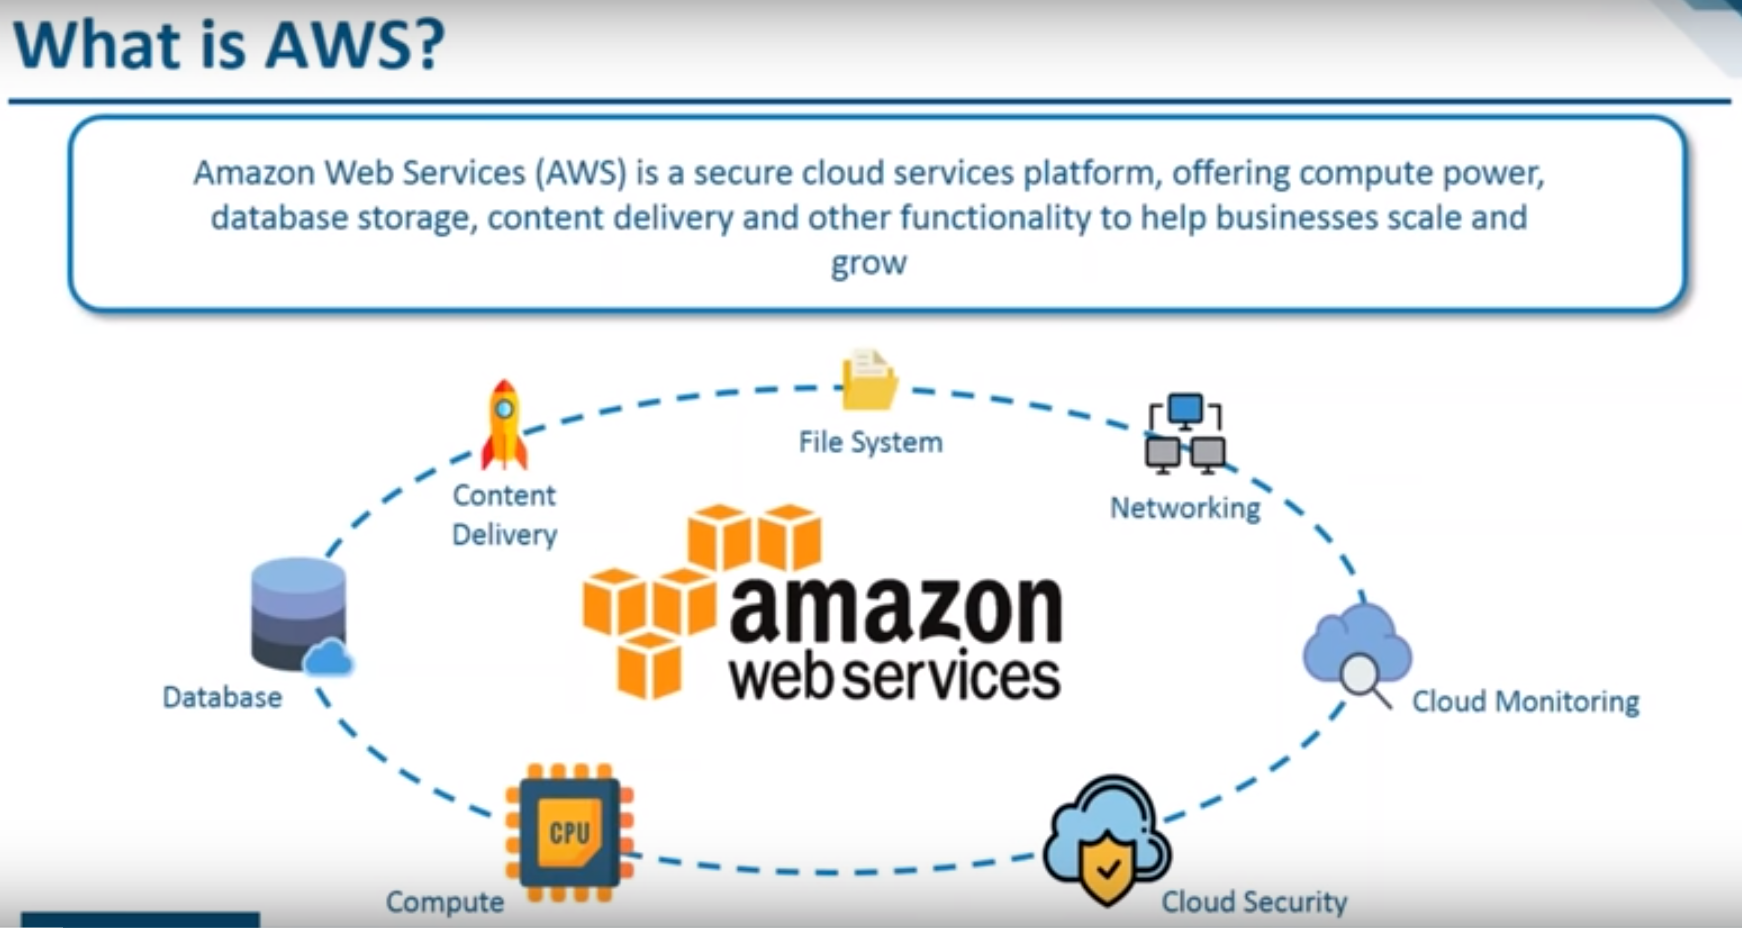 What is AWS?
Amazon Web Services (AWS) is a secure cloud services platform, offering compute power,
database storage, content delivery and other functionality to help businesses scale and
grow
File System
Content
Delivery
Networking
amazon
web services
Database
Cloud Monitoring
CPU
Compute
Cloud Security